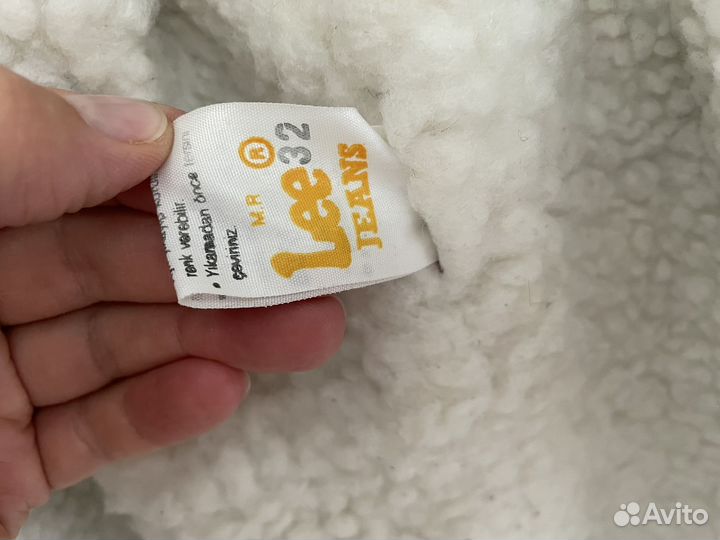 32
M.R ®
Lee
JEANS
renk verebilir.
• Yıkamadan önce tersini
çeviriniz.
Avito